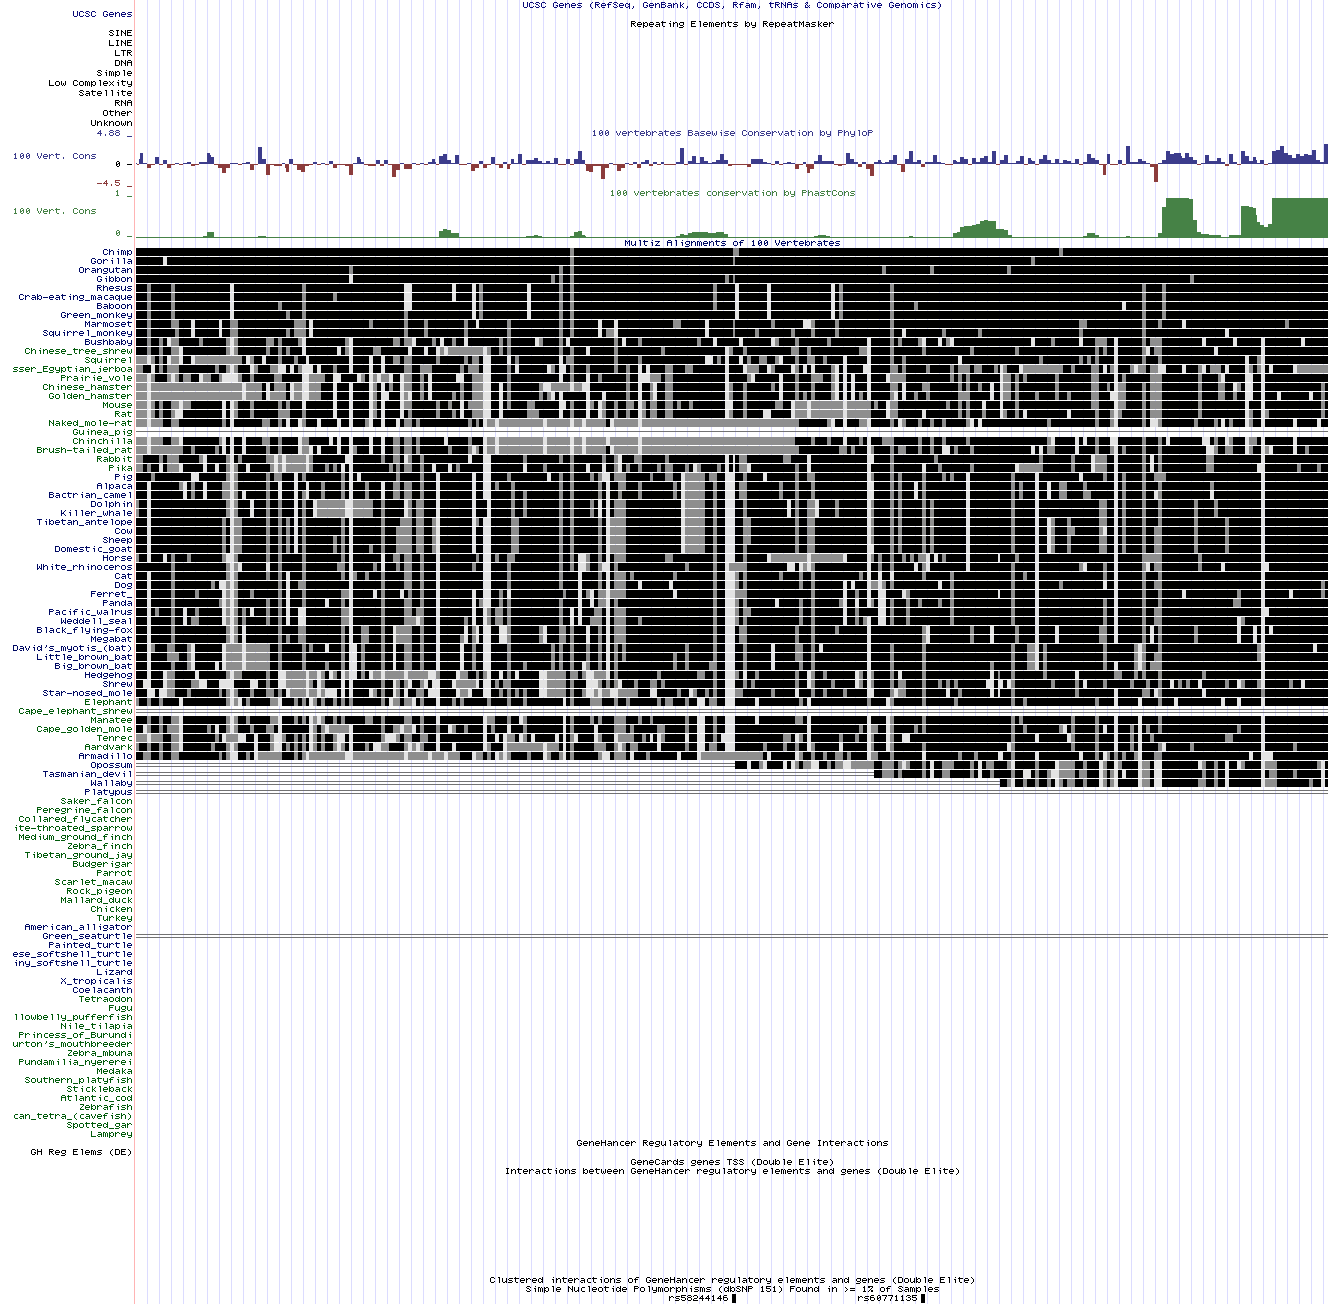 UCSC Genes (RefSeq, GenBank, CCDS, Rfam, tRNAs & Comparative Genomics)
UCSC Genes
Repeating Elements by RepeatMasker
SINE
LINE
LTR
DNA
Simple
Low Complexity
Satellite
RNA
Other
Unknown
100 vertebrates Basewise Conservation by PhyloP
4.88 _
100 Vert. Cons
0 _
-4.5 _
100 vertebrates conservation by PhastCons
1 _
100 Vert. Cons
0 _
Multiz Alignments of 100 Vertebrates
Chimp
Gorilla
Orangutan
Gibbon
Rhesus
Crab-eating_macaque
Baboon
Green_monkey
Marmoset
Squirrel_monkey
Bushbaby
Chinese_tree_shrew
Squirrel
sser_Egyptian_jerboa
Prairie_vole
Chinese_hamster
Golden_hamster
Mouse
Rat
Naked_mole-rat
Guinea_pig
Chinchilla
Brush-tailed_rat
Rabbit
Pika
Pig
Alpaca
Bactrian_camel
Dolphin
Killer_whale
Tibetan_antelope
Cow
Sheep
Domestic_goat
Horse
White_rhinoceros
Cat
Dog
Ferret_
Panda
Pacific_walrus
Weddell_seal
Black_flying-fox
Megabat
David's_myotis_(bat)
Little_brown_bat
Big_brown_bat
Hedgehog
Shrew
Star-nosed_mole
Elephant
Cape_elephant_shrew
Manatee
Cape_golden_mole
Tenrec
Aardvark
Armadillo
Opossum
Tasmanian_devil
Wallaby
Platypus
Saker_falcon
Peregrine_falcon
Collared_flycatcher
ite-throated_sparrow
Medium_ground_finch
Zebra_finch
Tibetan_ground_jay
Budgerigar
Parrot
Scarlet_macaw
Rock_pigeon
Mallard_duck
Chicken
Turkey
American_alligator
Green_seaturtle
Painted_turtle
ese_softshell_turtle
iny_softshell_turtle
Lizard
X_tropicalis
Coelacanth
Tetraodon
Fugu
llowbelly_pufferfish
Nile_tilapia
Princess_of_Burundi
urton's_mouthbreeder
Zebra_mbuna
Pundamilia_nyererei
Medaka
Southern_platyfish
Stickleback
Atlantic_cod
Zebrafish
can_tetra_(cavefish)
Spotted_gar
Lamprey
GeneHancer Regulatory Elements and Gene Interactions
GH Reg Elems (DE)
GeneCards genes TSS (Double Elite)
Interactions between GeneHancer regulatory elements and genes (Double Elite)
Clustered interactions of GeneHancer regulatory elements and genes (Double Elite)
Simple Nucleotide Polymorphisms (dbSNP 151) Found in >= 1% of Samples
rs58244146 rs60771135